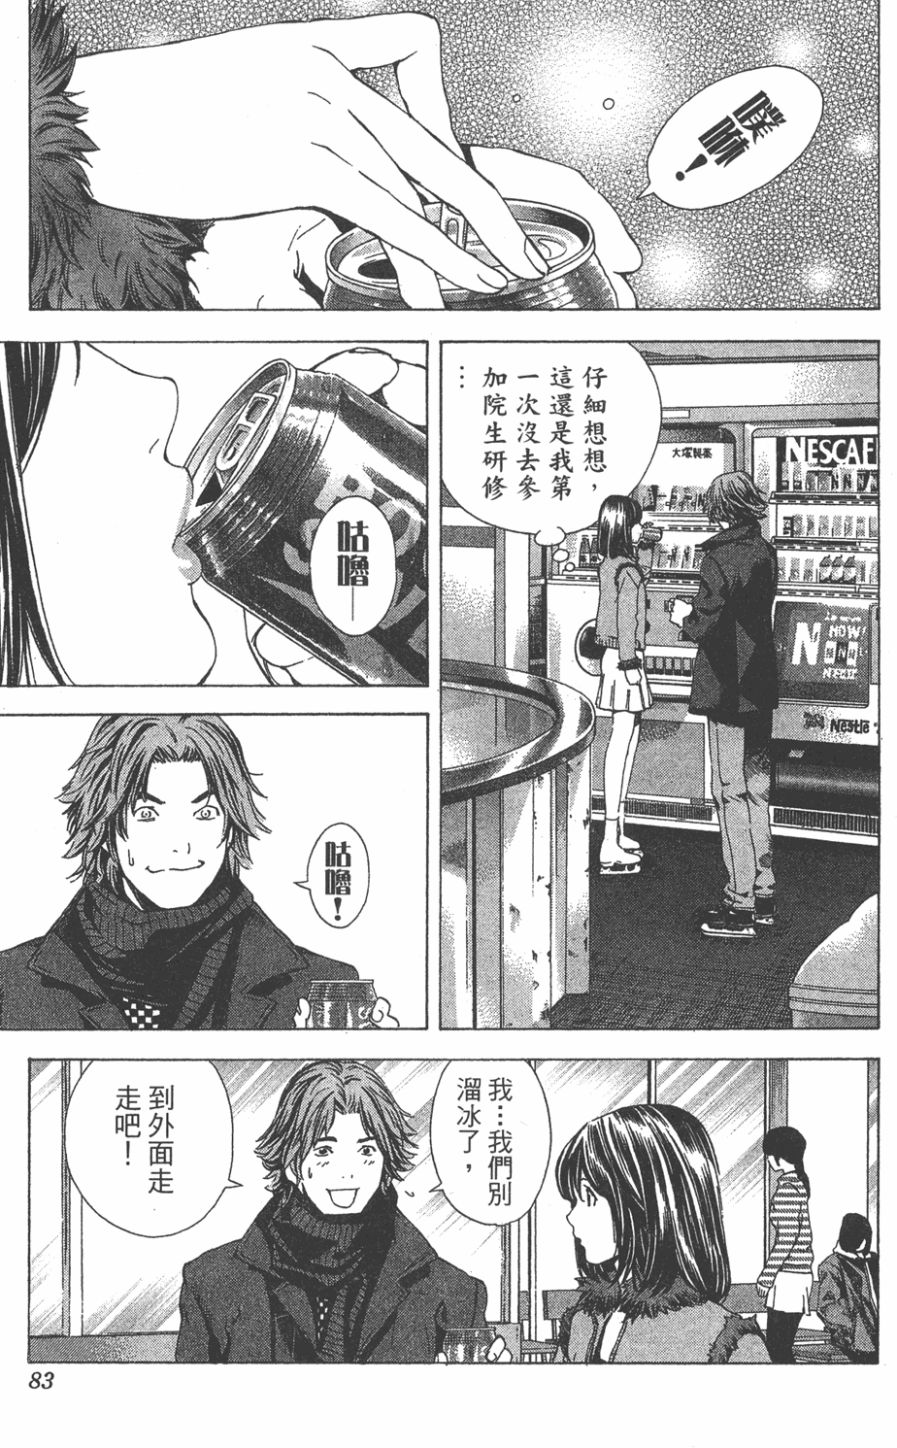 噗咻！
仔細想想，
這還是我第
一次沒去參
加院生研修
…
大塚製薬
NESCAF
N
NOW!
Nestle
咕嚕—
咕嚕！
我…我們別
溜冰了，
到外面走
走吧！
83